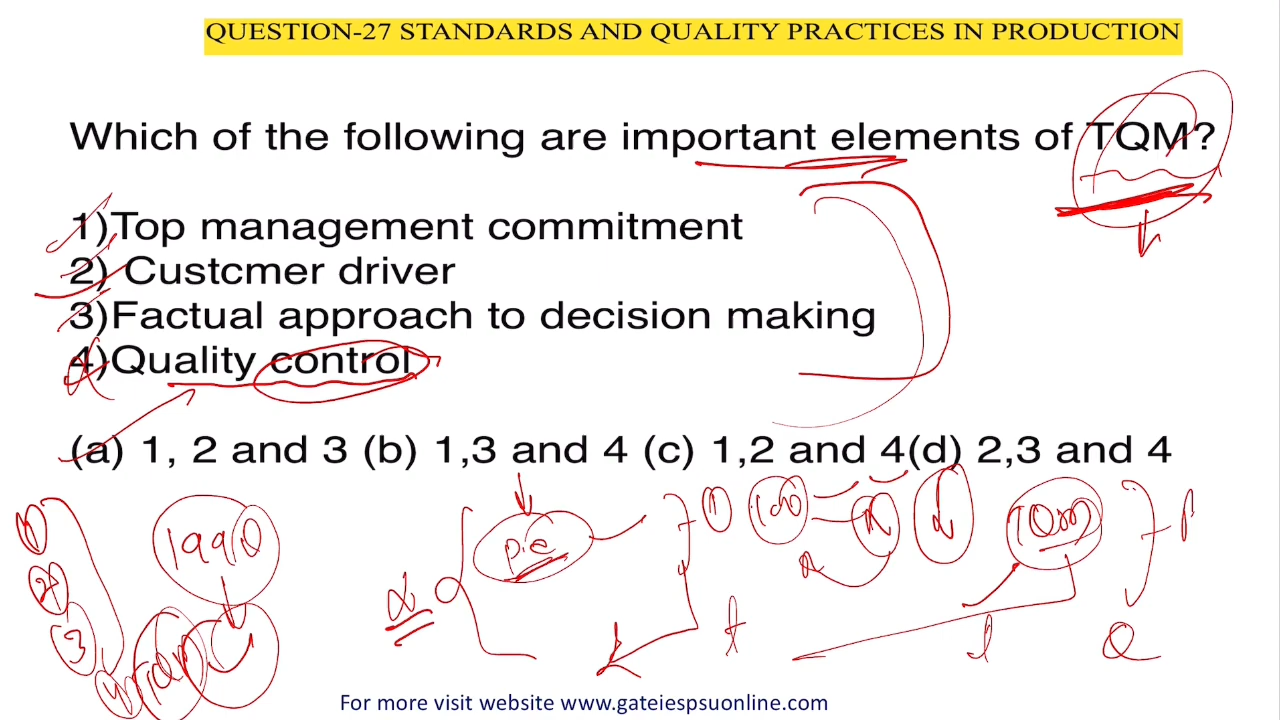 QUESTION-27 STANDARDS AND QUALITY PRACTICES IN PRODUCTION
Which of the following are important elements of TQM?
1)Top management commitment
2) Custcmer driver
3)Factual approach to decision making
4)Quality control
(a) 1, 2 and 3 (b) 1,3 and 4 (c) 1,2 and 4(d) 2,3 and 4
1990
TQM
For more visit website www.gateiespsuonline.com